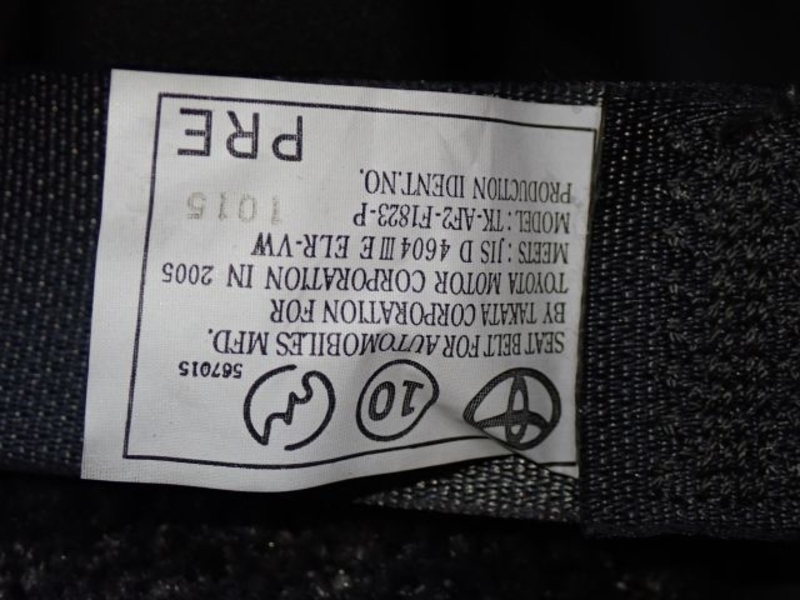 10 567015
SEAT BELT FOR AUTOMOBILES MFD.
BY TAKATA CORPORATION FOR
TOYOTA MOTOR CORPORATION IN 2005
MEETS : JIS D 4604 III E ELR-VW
MODEL : TK-AF2-F1823-P
PRODUCTION IDENT.NO. 1015
PRE